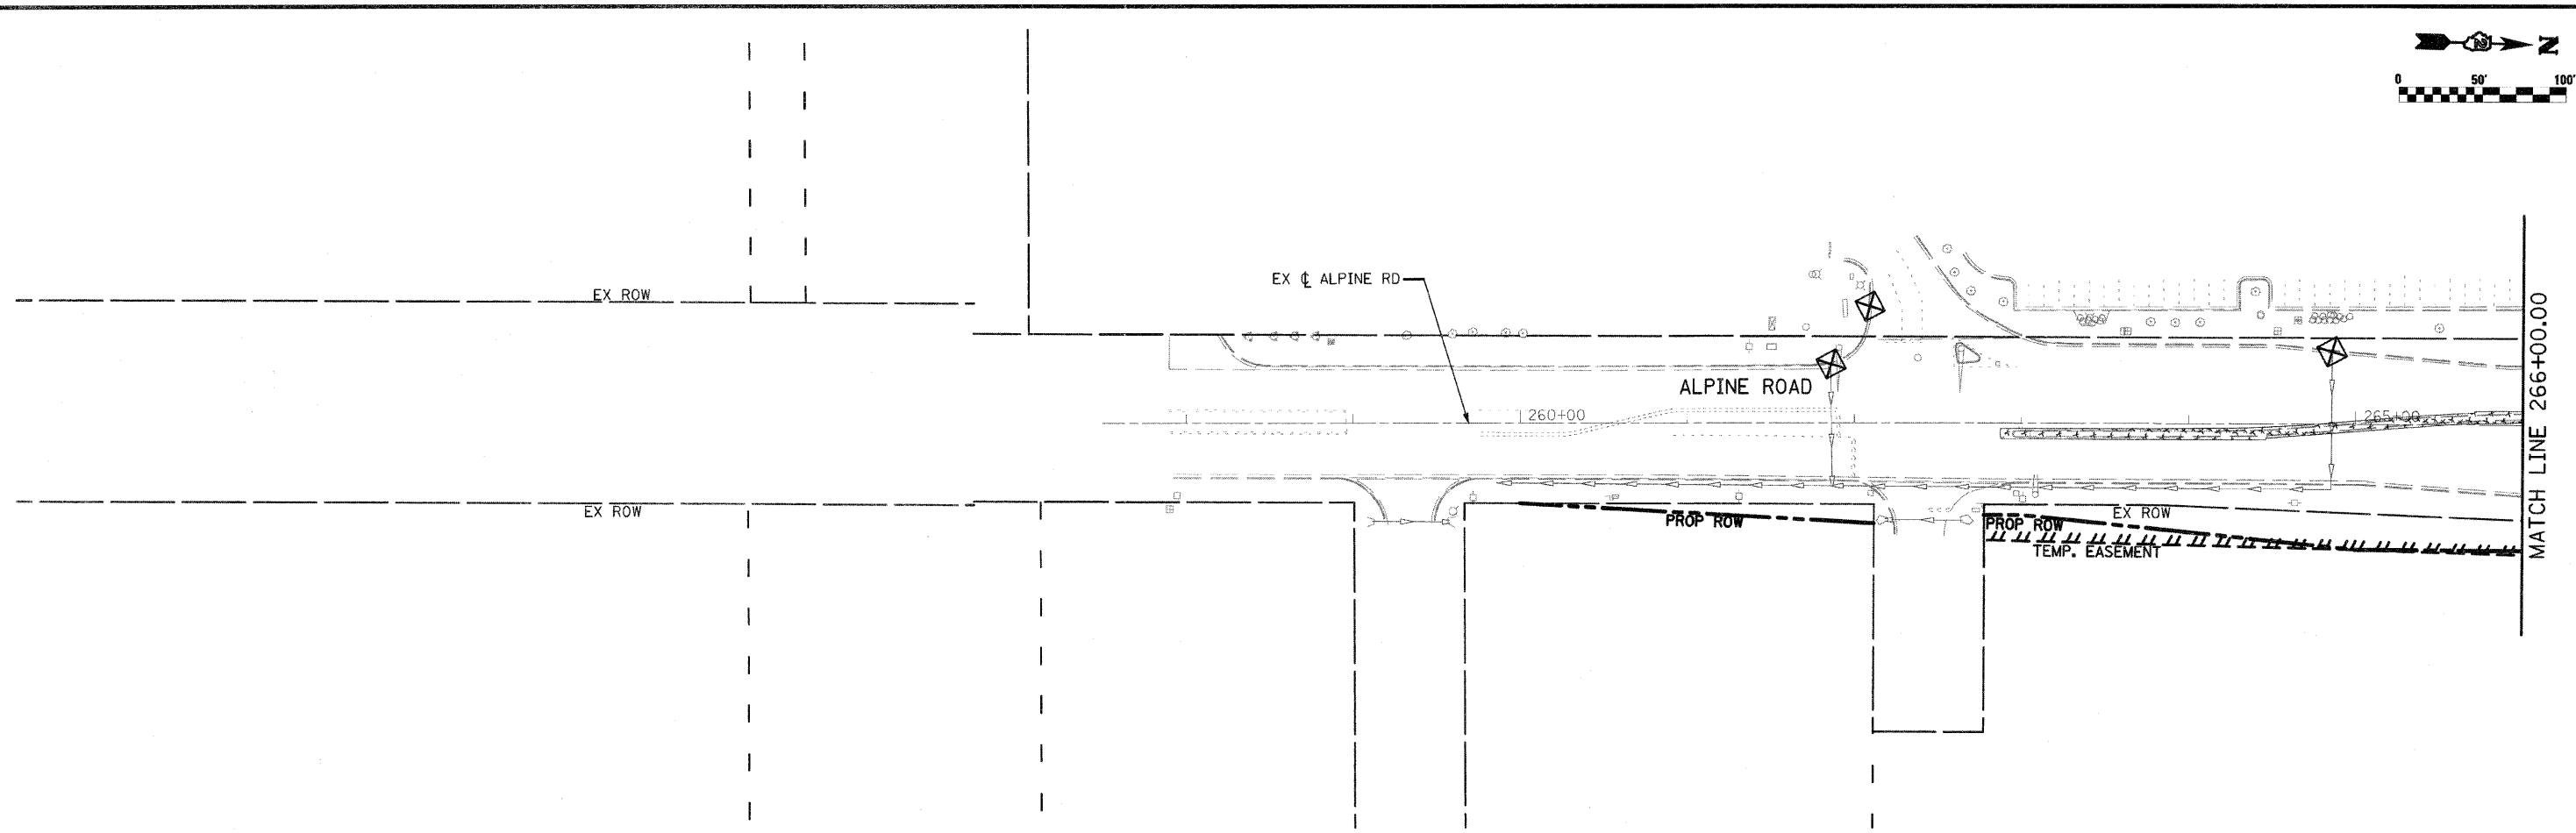 N
0 50' 100'
EX ROW
EX ℄ ALPINE RD
ALPINE ROAD
260+00
265+00
MATCH LINE 266+00.00
EX ROW
PROP ROW
PROP ROW
EX ROW
TEMP. EASEMENT